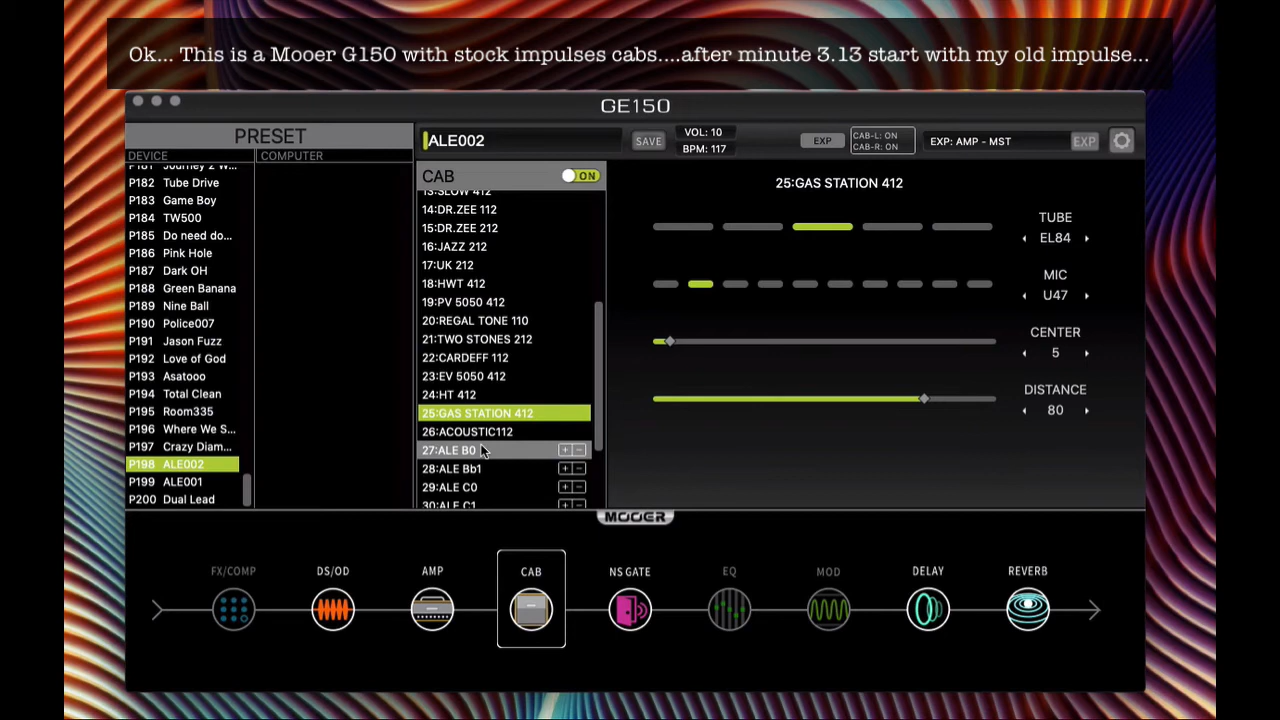 Ok... This is a Mooer G150 with stock impulses cabs....after minute 3.13 start with my old impulse...
GE150
PRESET
DEVICE
COMPUTER
P181 Journey 2 W...
P182 Tube Drive
P183 Game Boy
P184 TW500
P185 Do need do...
P186 Pink Hole
P187 Dark OH
P188 Green Banana
P189 Nine Ball
P190 Police007
P191 Jason Fuzz
P192 Love of God
P193 Asatooo
P194 Total Clean
P195 Room335
P196 Where We S...
P197 Crazy Diam...
P198 ALE002
P199 ALE001
P200 Dual Lead
ALE002
SAVE
VOL: 10
BPM: 117
EXP
CAB-L: ON
CAB-R: ON
EXP: AMP - MST
EXP
CAB
ON
13:SLOW 412
14:DR.ZEE 112
15:DR.ZEE 212
16:JAZZ 212
17:UK 212
18:HWT 412
19:PV 5050 412
20:REGAL TONE 110
21:TWO STONES 212
22:CARDEFF 112
23:EV 5050 412
24:HT 412
25:GAS STATION 412
26:ACOUSTIC112
27:ALE B0 + -
28:ALE Bb1 + -
29:ALE C0 + -
30:ALE C1 + -
25:GAS STATION 412
TUBE
EL84
MIC
U47
CENTER
5
DISTANCE
80
MOOER
FX/COMP
DS/OD
AMP
CAB
NS GATE
EQ
MOD
DELAY
REVERB